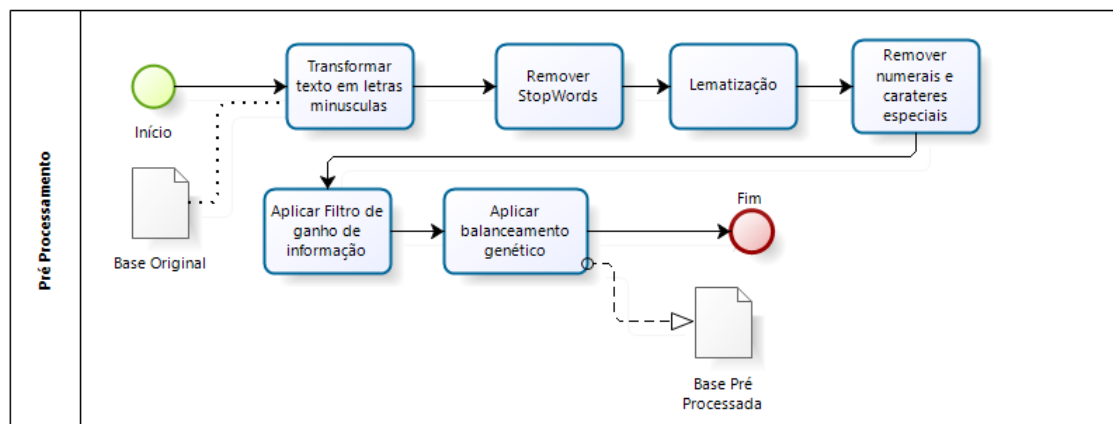 Pré Processamento
Início
Base Original
Transformar
texto em letras
minusculas
Remover
StopWords
Lematização
Remover
numerais e
carateres
especiais
Aplicar Filtro de
ganho de
informação
Aplicar
balanceamento
genético
Fim
Base Pré
Processada